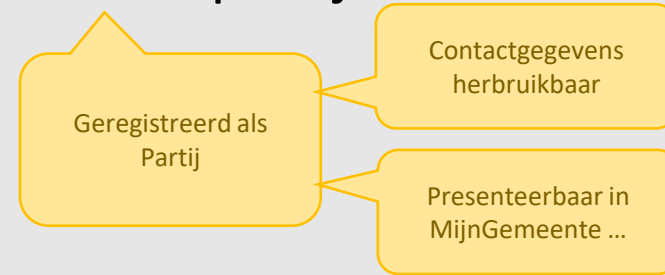 Geregistreerd als
Partij
Contactgegevens
herbruikbaar
Presenteerbaar in
MijnGemeente ...